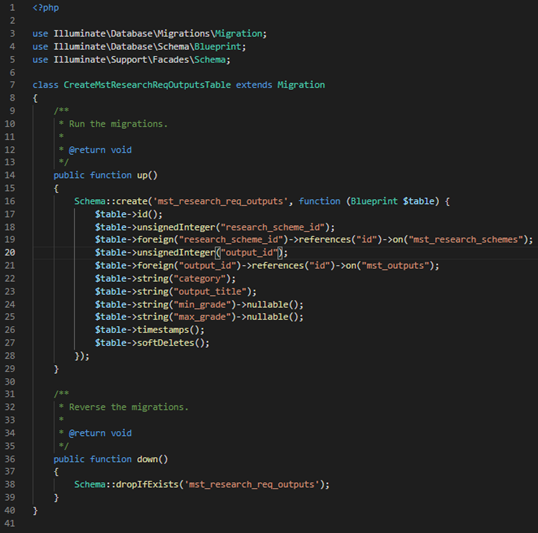 1 <?php
2
3 use Illuminate\Database\Migrations\Migration;
4 use Illuminate\Database\Schema\Blueprint;
5 use Illuminate\Support\Facades\Schema;
6
7 class CreateMstResearchReqOutputsTable extends Migration
8 {
9     /**
10      * Run the migrations.
11      *
12      * @return void
13      */
14     public function up()
15     {
16         Schema::create('mst_research_req_outputs', function (Blueprint $table) {
17             $table->id();
18             $table->unsignedInteger("research_scheme_id");
19             $table->foreign("research_scheme_id")->references("id")->on("mst_research_schemes");
20             $table->unsignedInteger("output_id");
21             $table->foreign("output_id")->references("id")->on("mst_outputs");
22             $table->string("category");
23             $table->string("output_title");
24             $table->string("min_grade")->nullable();
25             $table->string("max_grade")->nullable();
26             $table->timestamps();
27             $table->softDeletes();
28         });
29     }
30
31     /**
32      * Reverse the migrations.
33      *
34      * @return void
35      */
36     public function down()
37     {
38         Schema::dropIfExists('mst_research_req_outputs');
39     }
40 }
41